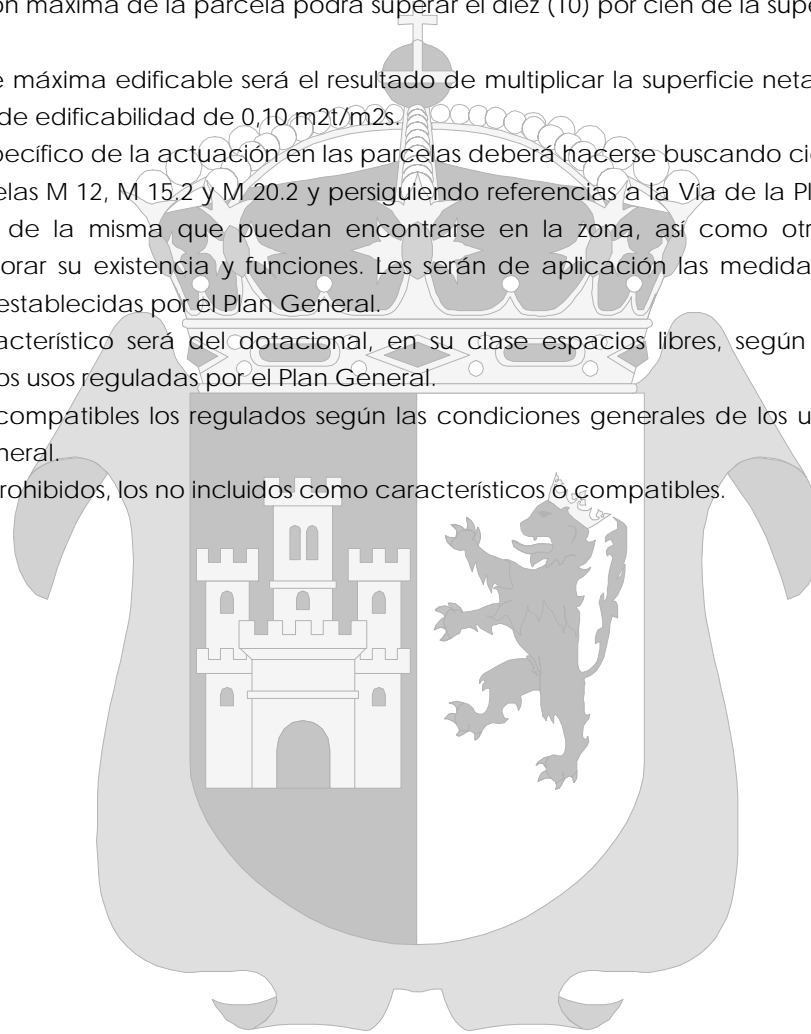 ón máxima de la parcela podrá superar el diez (10) por cien de la supe
e máxima edificable será el resultado de multiplicar la superficie neta
de edificabilidad de 0,10 m2t/m2s.
pecífico de la actuación en las parcelas deberá hacerse buscando ci
elas M 12, M 15.2 y M 20.2 y persiguiendo referencias a la Vía de la Pl
de la misma que puedan encontrarse en la zona, así como otr
orar su existencia y funciones. Les serán de aplicación las medida
establecidas por el Plan General.
racterístico será del dotacional, en su clase espacios libres, según
os usos reguladas por el Plan General.
compatibles los regulados según las condiciones generales de los u
neral.
rohibidos, los no incluidos como característicos o compatibles.